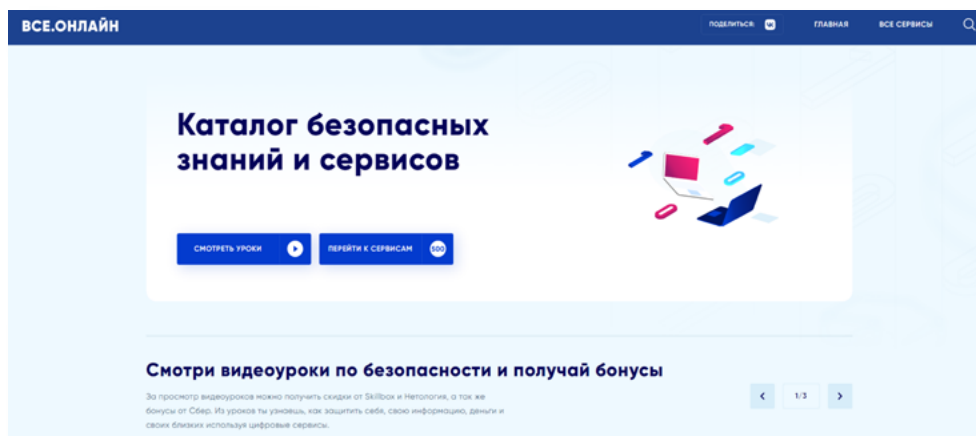 ВСЕ.ОНЛАЙН
ПОДЕЛИТЬСЯ:
ГЛАВНАЯ
ВСЕ СЕРВИСЫ
Каталог безопасных
знаний и сервисов
СМОТРЕТЬ УРОКИ
ПЕРЕЙТИ К СЕРВИСАМ 500
Смотри видеоуроки по безопасности и получай бонусы
За просмотр видеоуроков можно получить скидки от Skillbox и Нетология, а так же
бонусы от Сбер. Из уроков ты узнаешь, как защитить себя, свою информацию, деньги и
своих близких используя цифровые сервисы.
1/3